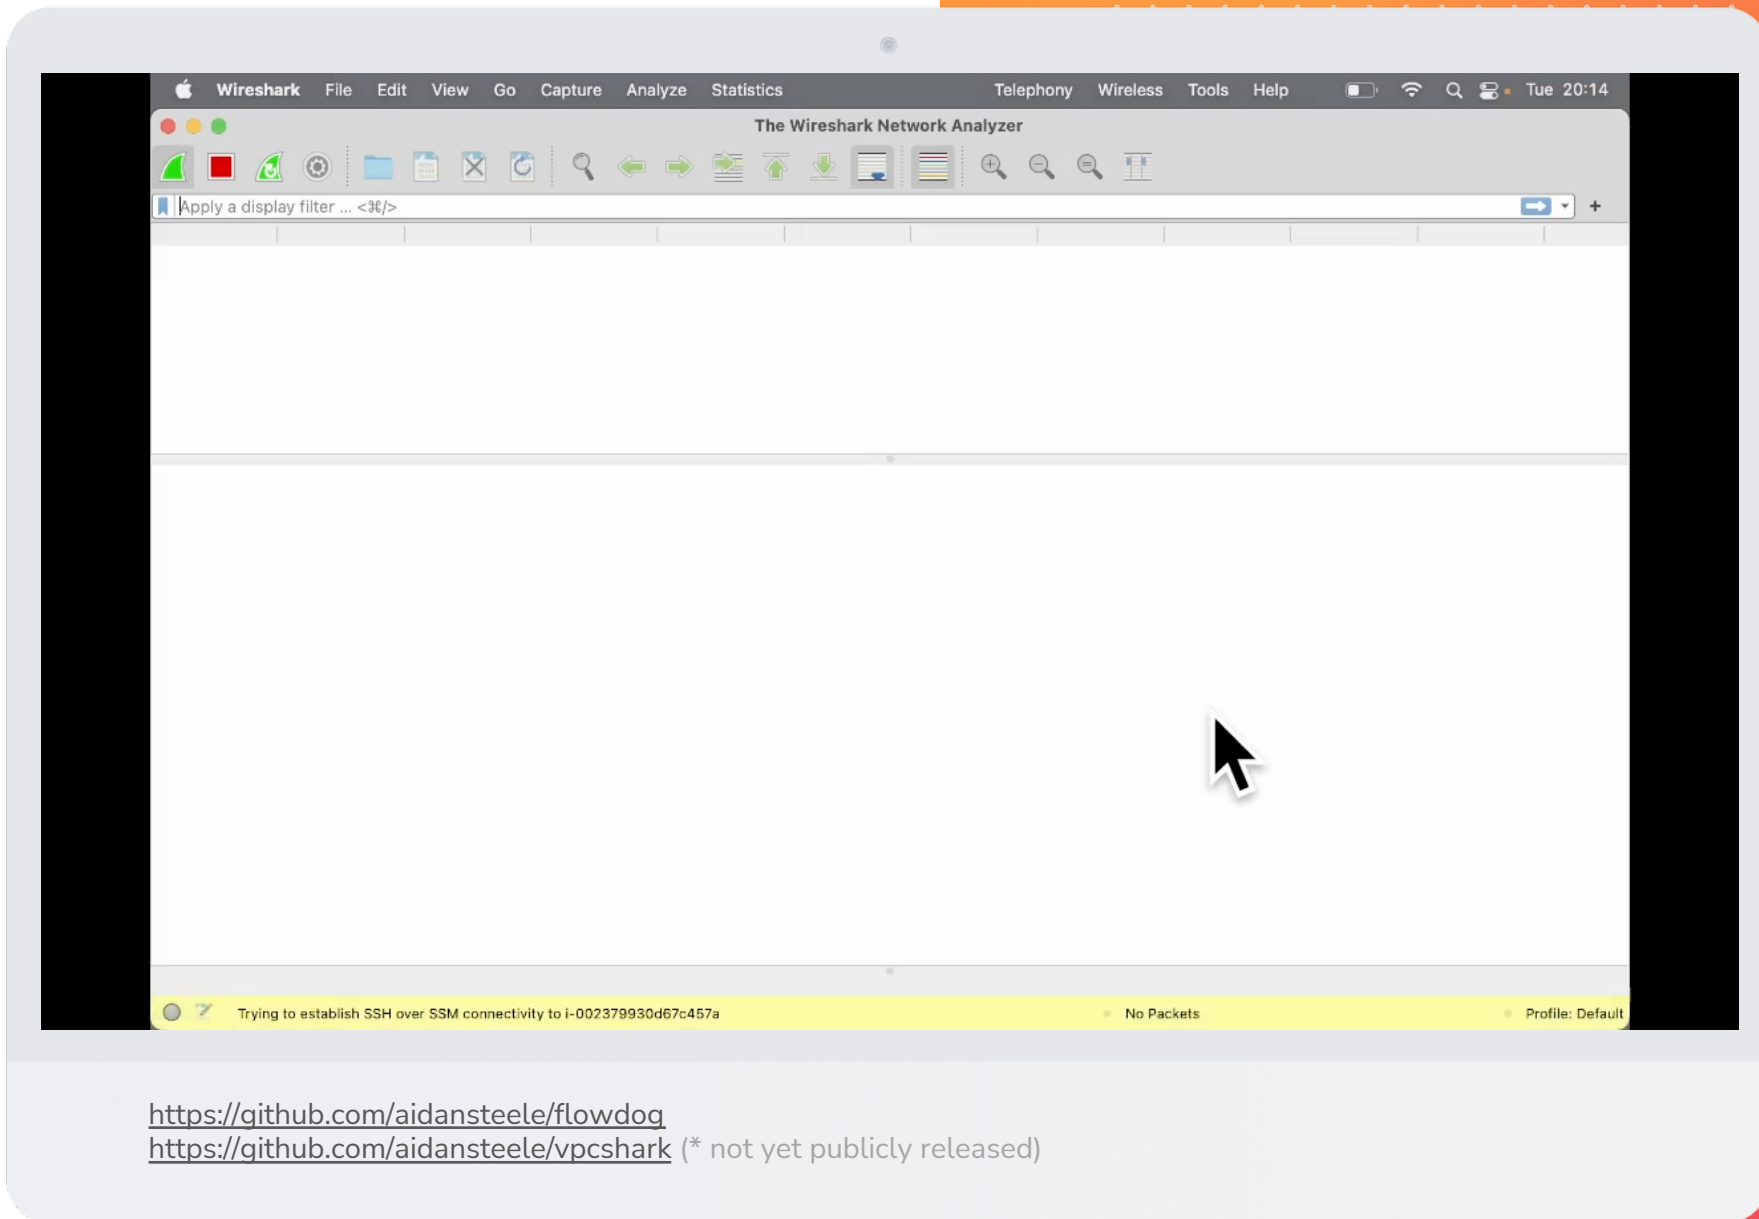 Wireshark File Edit View Go Capture Analyze Statistics Telephony Wireless Tools Help Tue 20:14
The Wireshark Network Analyzer
Apply a display filter ... <⌘/>
+
Trying to establish SSH over SSM connectivity to i-002379930d67c457a No Packets Profile: Default
https://github.com/aidansteele/flowdog
https://github.com/aidansteele/vpcshark (* not yet publicly released)